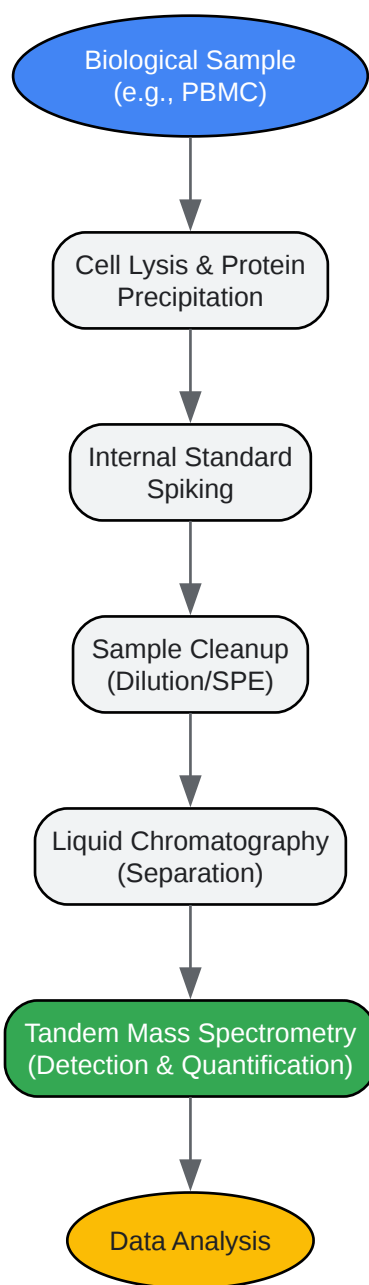 Biological Sample
(e.g., PBMC)
Cell Lysis & Protein
Precipitation
Internal Standard
Spiking
Sample Cleanup
(Dilution/SPE)
Liquid Chromatography
(Separation)
Tandem Mass Spectrometry
(Detection & Quantification)
Data Analysis